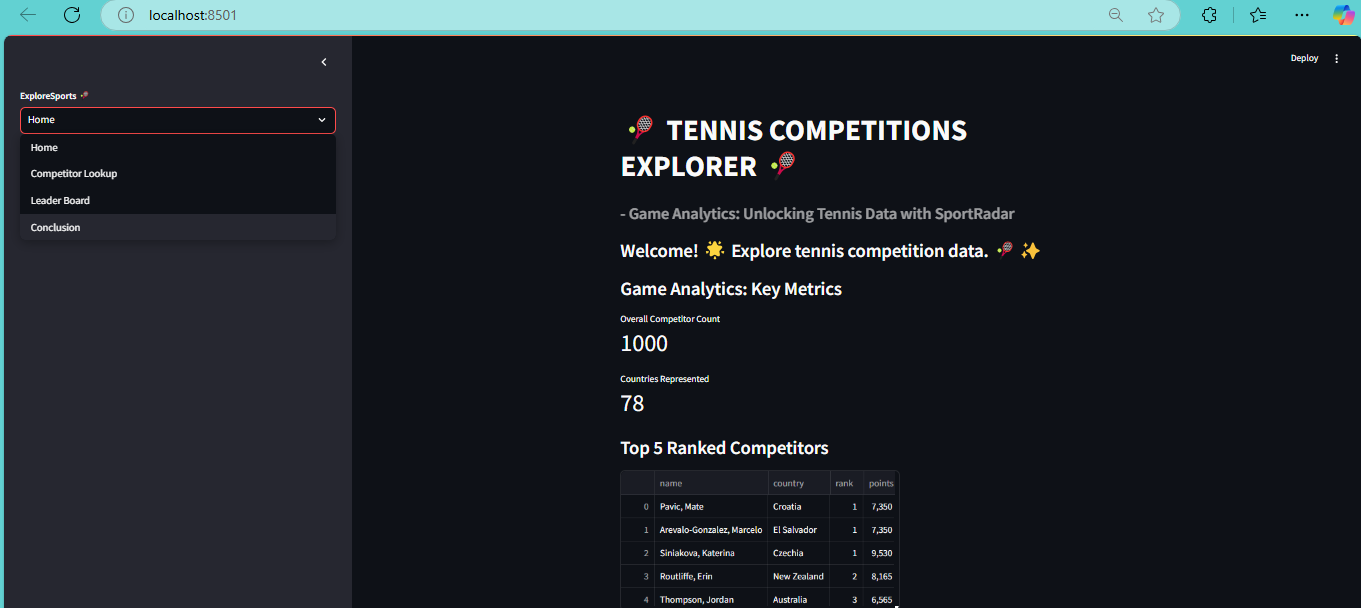 localhost:8501
Deploy
ExploreSports
Home
Home
Competitor Lookup
Leader Board
Conclusion
TENNIS COMPETITIONS
EXPLORER
- Game Analytics: Unlocking Tennis Data with SportRadar
Welcome! 🌟 Explore tennis competition data. 🎾 ✨
Game Analytics: Key Metrics
Overall Competitor Count
1000
Countries Represented
78
Top 5 Ranked Competitors
name country rank points
0 Pavic, Mate Croatia 1 7,350
1 Arevalo-Gonzalez, Marcelo El Salvador 1 7,350
2 Siniakova, Katerina Czechia 1 9,530
3 Routliffe, Erin New Zealand 2 8,165
4 Thompson, Jordan Australia 3 6,565